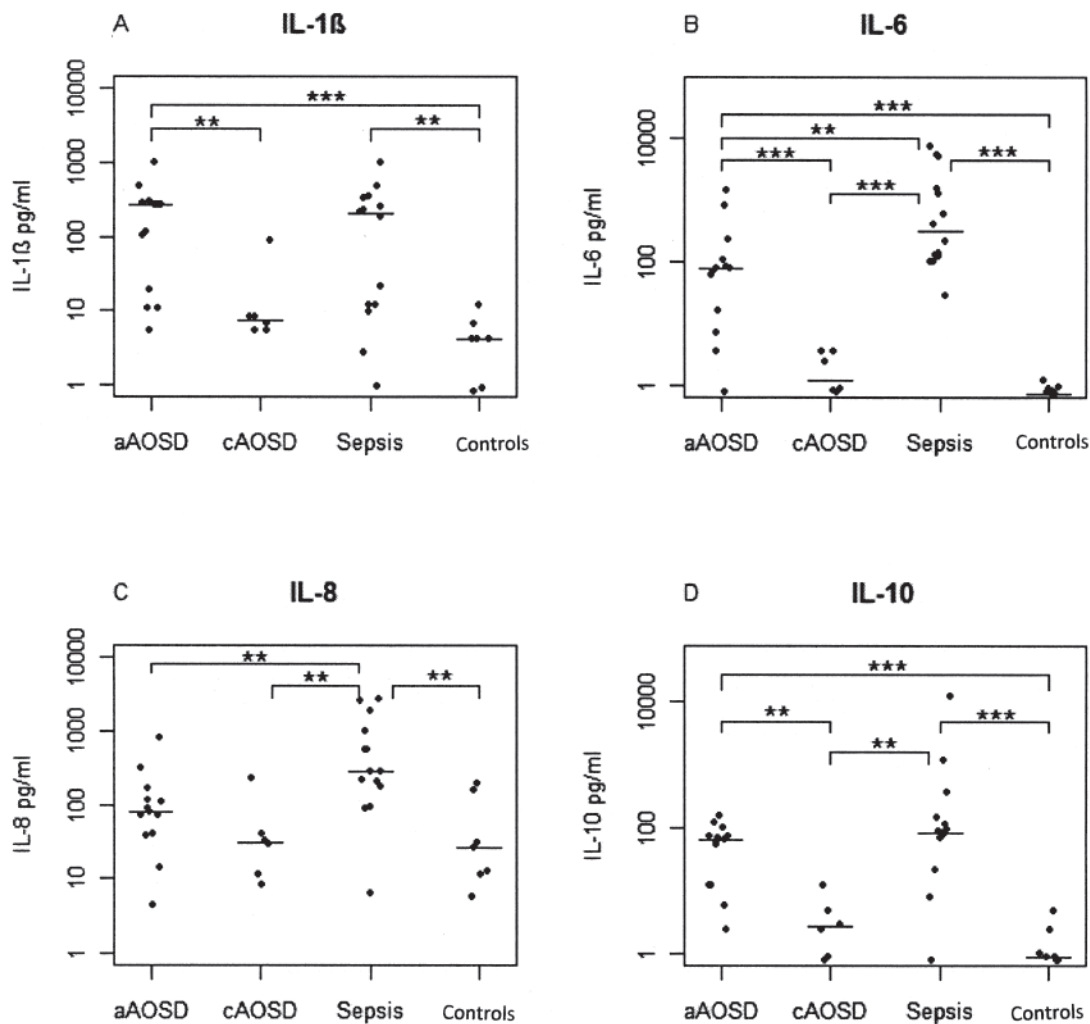 A
IL-1ß
IL-1ß pg/ml
10000
1000
100
10
1
***
**
**
aAOSD
cAOSD
Sepsis
Controls
B
IL-6
IL-6 pg/ml
10000
100
1
***
**
***
***
***
aAOSD
cAOSD
Sepsis
Controls
C
IL-8
IL-8 pg/ml
10000
1000
100
10
1
**
**
**
aAOSD
cAOSD
Sepsis
Controls
D
IL-10
IL-10 pg/ml
10000
100
1
***
**
***
**
aAOSD
cAOSD
Sepsis
Controls